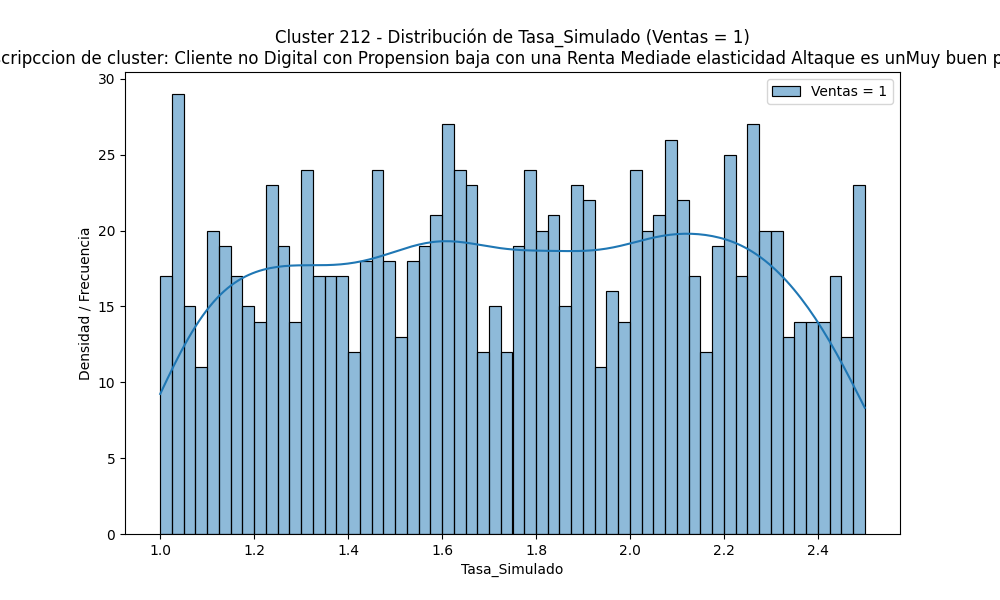 Cluster 212 - Distribución de Tasa_Simulado (Ventas = 1)
scripccion de cluster: Cliente no Digital con Propension baja con una Renta Mediade elasticidad Altaque es unMuy buen p
Ventas = 1
Densidad / Frecuencia
30
25
20
15
10
5
0
1.0 1.2 1.4 1.6 1.8 2.0 2.2 2.4
Tasa_Simulado